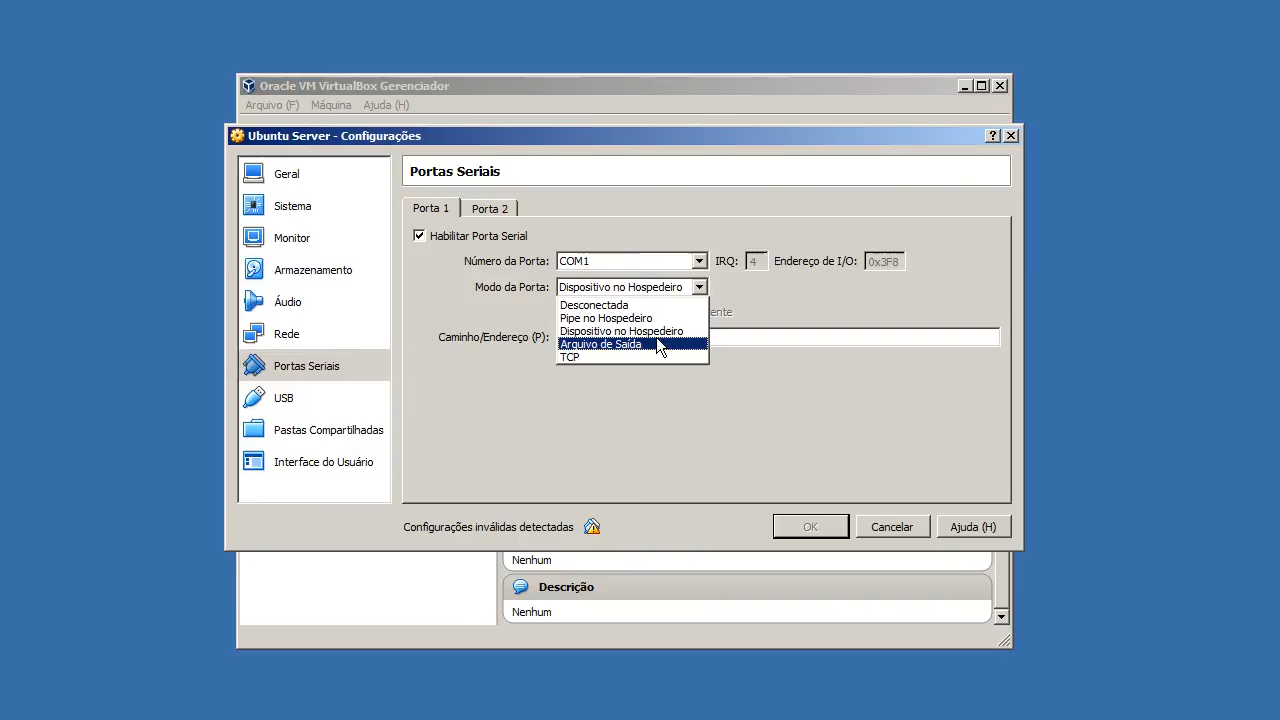 Oracle VM VirtualBox Gerenciador
Arquivo (F) Máquina Ajuda (H)
Ubuntu Server - Configurações
Geral
Sistema
Monitor
Armazenamento
Áudio
Rede
Portas Seriais
USB
Pastas Compartilhadas
Interface do Usuário
Portas Seriais
Porta 1 Porta 2
Habilitar Porta Serial
Número da Porta: COM1 IRQ: 4 Endereço de I/O: 0x3F8
Modo da Porta: Dispositivo no Hospedeiro
Desconectada
Pipe no Hospedeiro
Dispositivo no Hospedeiro
Arquivo de Saída
TCP
Caminho/Endereço (P):
Configurações inválidas detectadas
OK Cancelar Ajuda (H)
Nenhum
Descrição
Nenhum